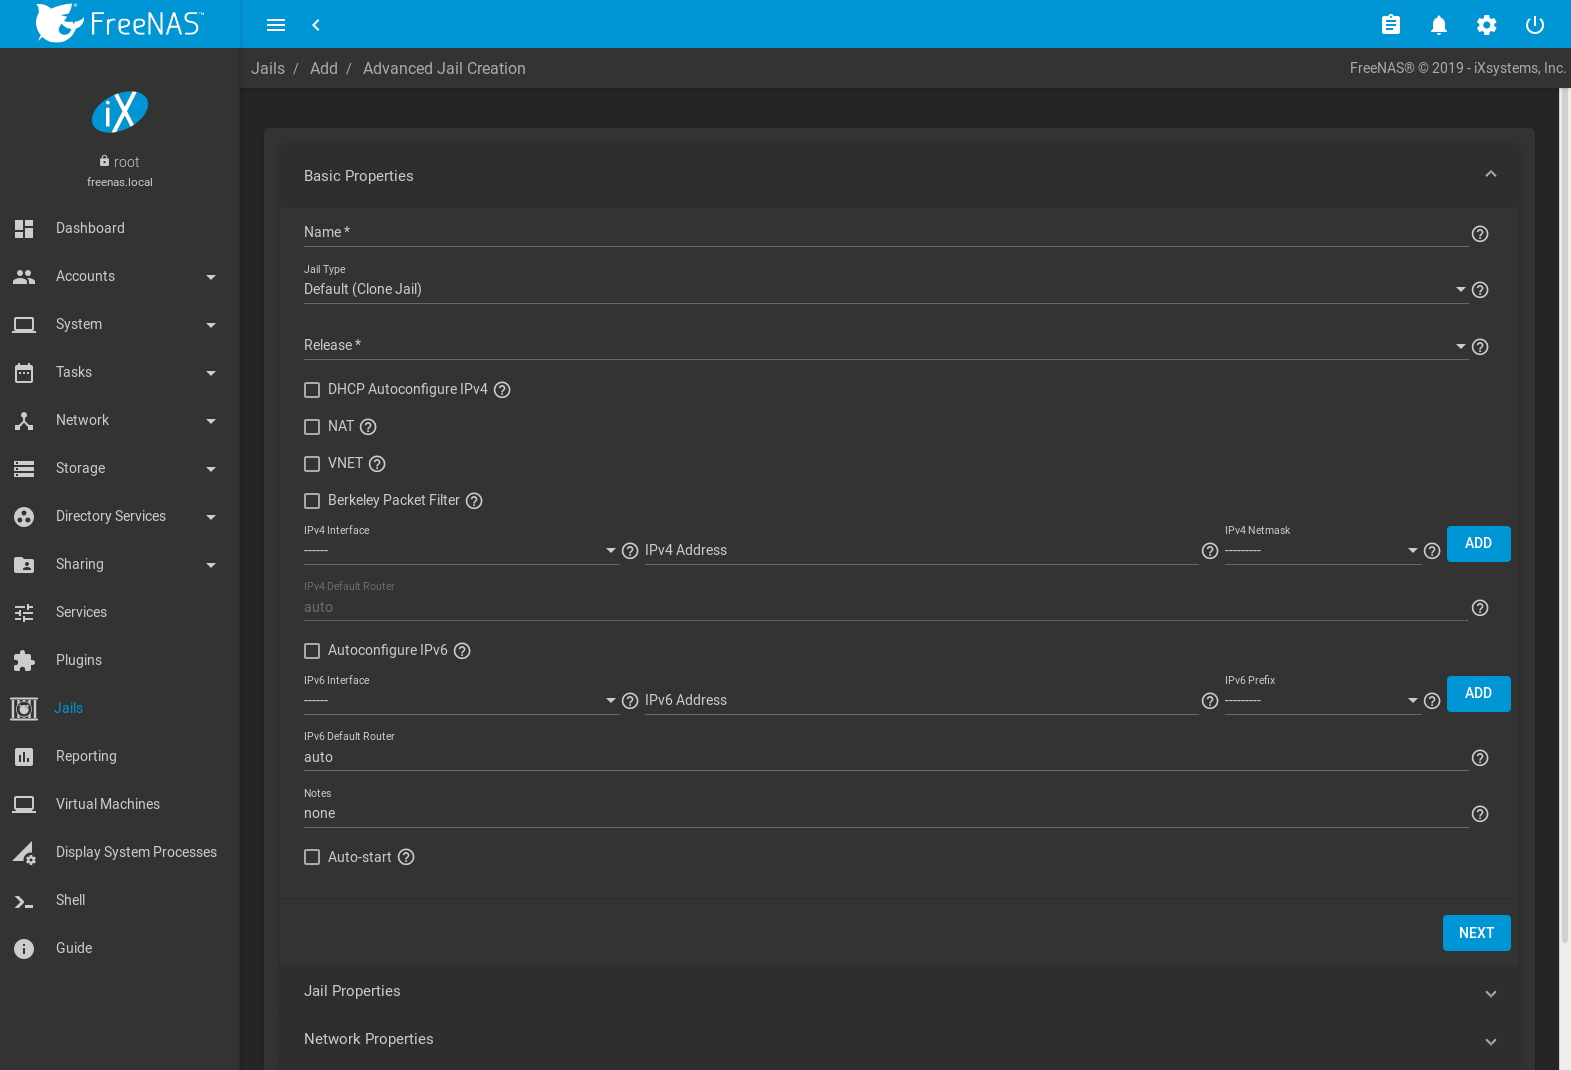 FreeNAS™
Jails / Add / Advanced Jail Creation
FreeNAS® © 2019 - iXsystems, Inc.
iX
root
freenas.local
Dashboard
Accounts
System
Tasks
Network
Storage
Directory Services
Sharing
Services
Plugins
Jails
Reporting
Virtual Machines
Display System Processes
Shell
Guide
Basic Properties
Name *
Jail Type
Default (Clone Jail)
Release *
DHCP Autoconfigure IPv4
NAT
VNET
Berkeley Packet Filter
IPv4 Interface IPv4 Netmask
------ IPv4 Address --------- ADD
IPv4 Default Router
auto
Autoconfigure IPv6
IPv6 Interface IPv6 Prefix
------ IPv6 Address --------- ADD
IPv6 Default Router
auto
Notes
none
Auto-start
NEXT
Jail Properties
Network Properties